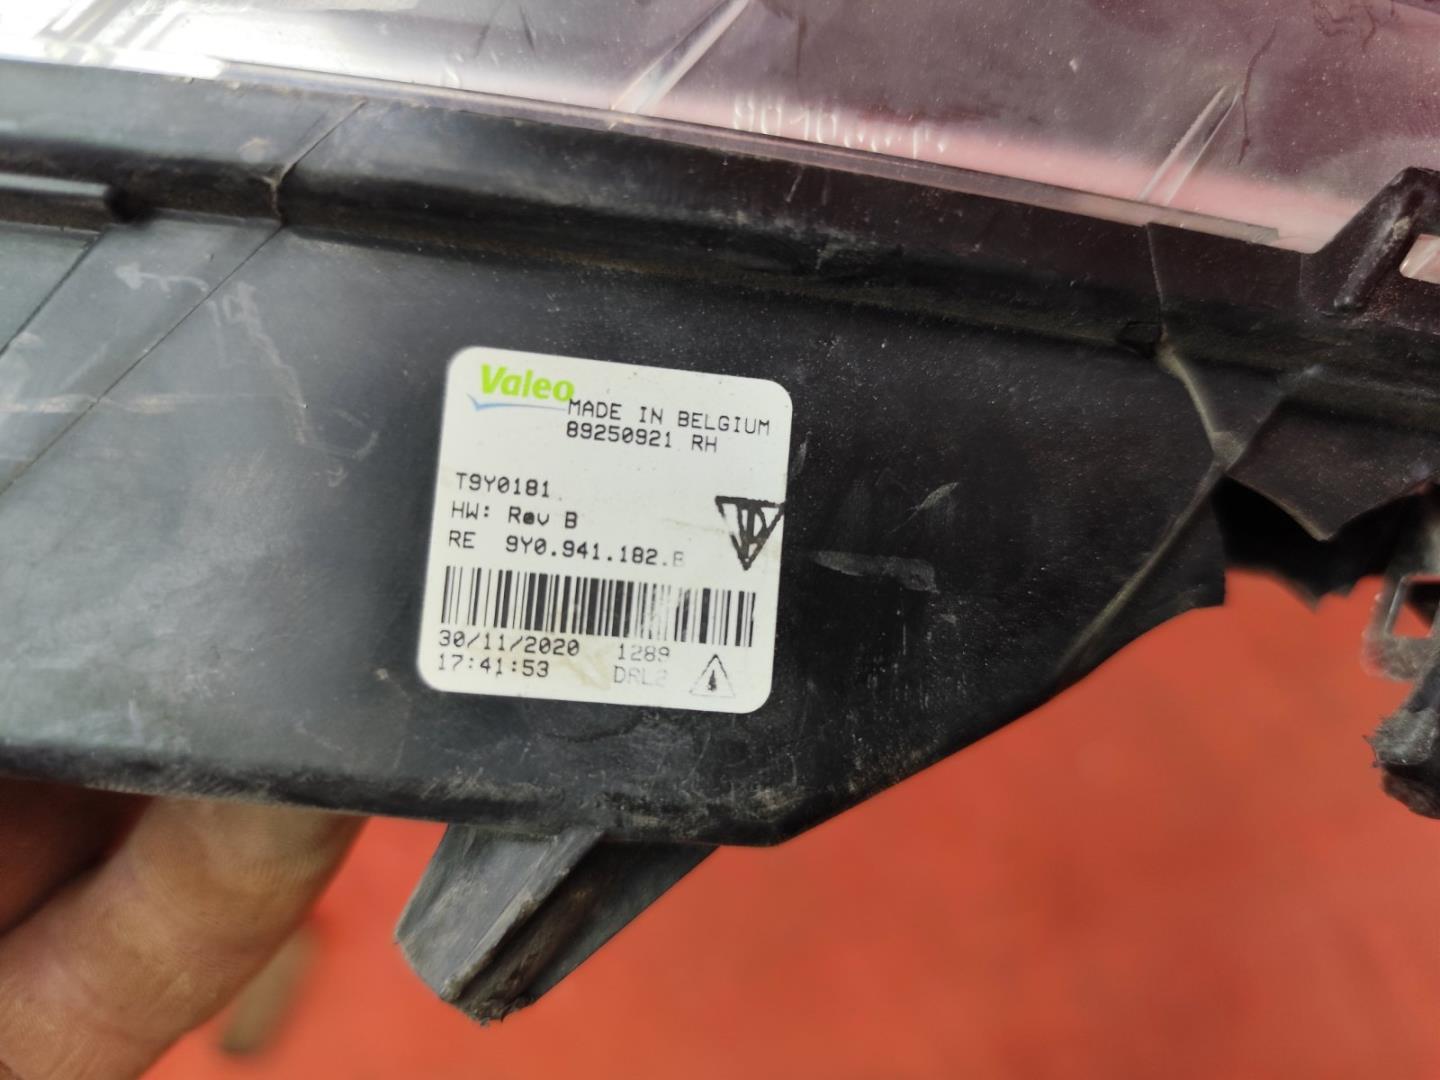 Valeo
MADE IN BELGIUM
89250921 RH
T9Y0181
HW: Rev B
RE 9Y0.941.182.B
30/11/2020 1289
17:41:53 DRL2